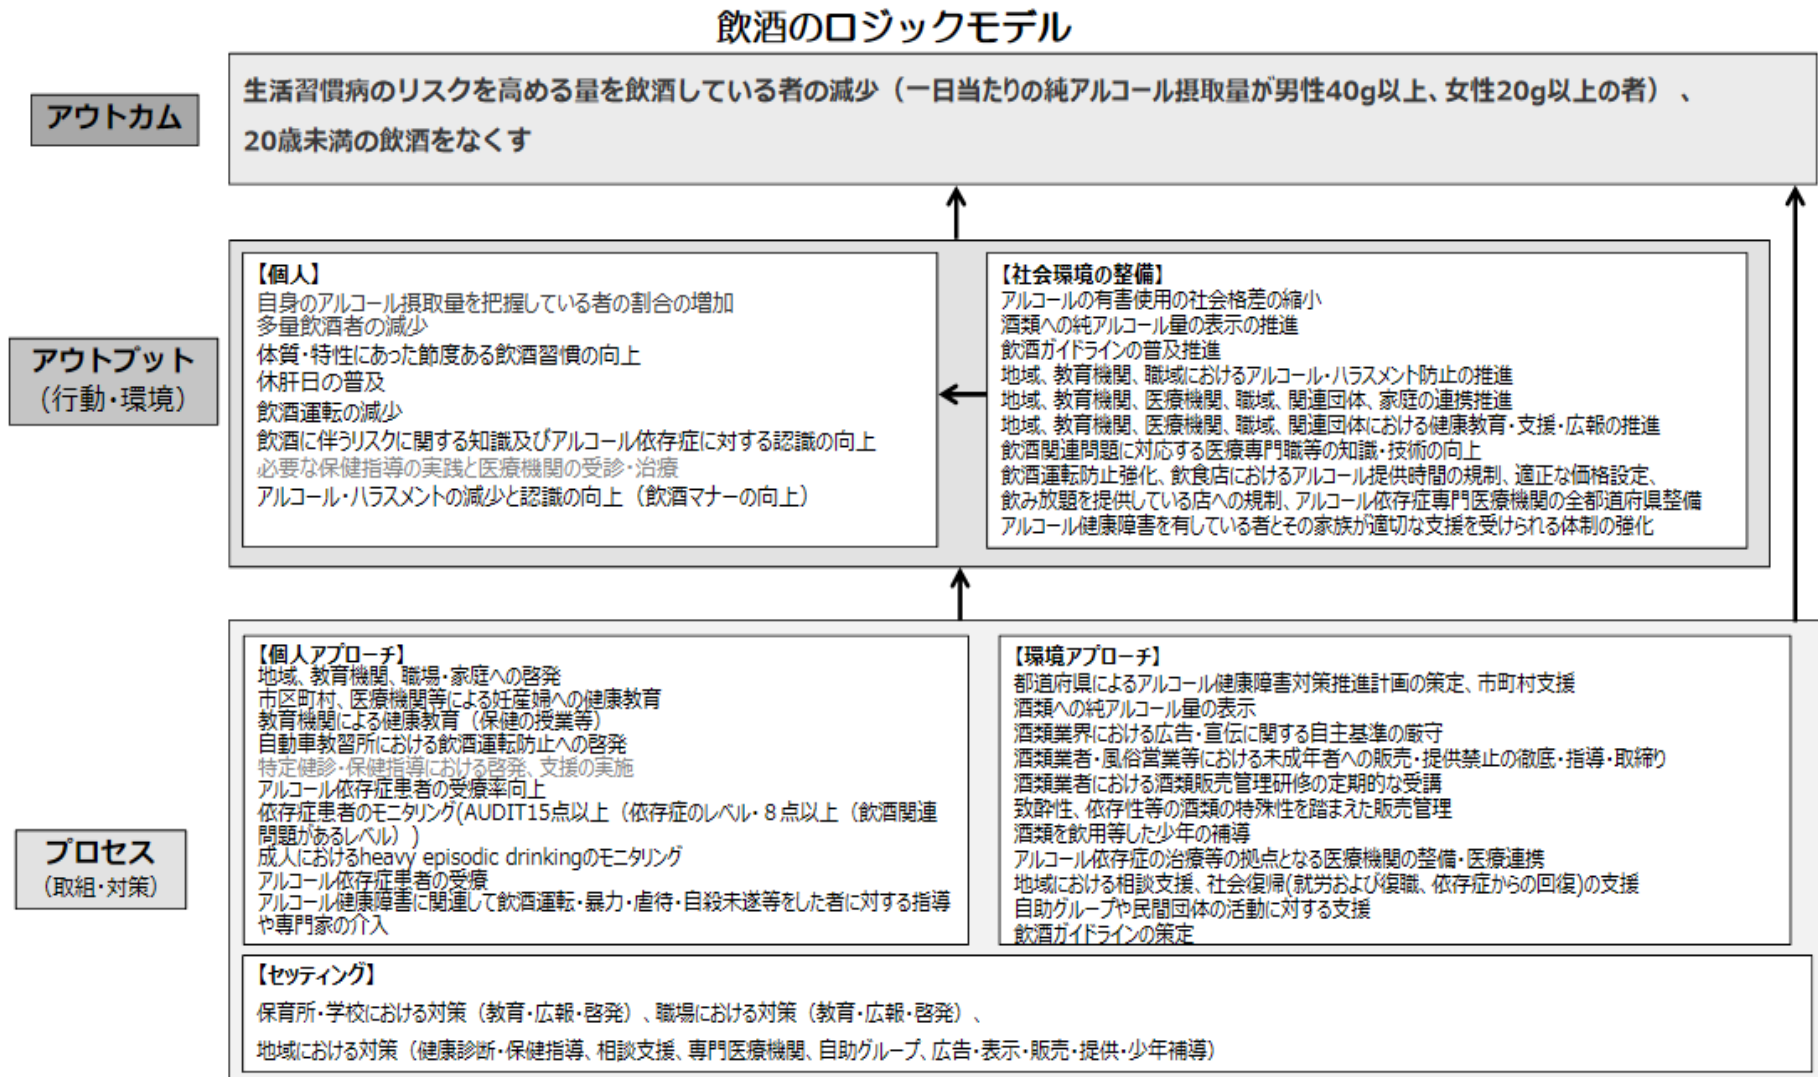 飲酒のロジックモデル
アウトカム
生活習慣病のリスクを高める量を飲酒している者の減少（一日当たりの純アルコール摂取量が男性40g以上、女性20g以上の者）、
20歳未満の飲酒をなくす
アウトプット
（行動・環境）
【個人】
自身のアルコール摂取量を把握している者の割合の増加
多量飲酒者の減少
体質・特性にあった節度ある飲酒習慣の向上
休肝日の普及
飲酒運転の減少
飲酒に伴うリスクに関する知識及びアルコール依存症に対する認識の向上
必要な保健指導の実践と医療機関の受診・治療
アルコール・ハラスメントの減少と認識の向上（飲酒マナーの向上）
【社会環境の整備】
アルコールの有害使用の社会格差の縮小
酒類への純アルコール量の表示の推進
飲酒ガイドラインの普及推進
地域、教育機関、職域におけるアルコール・ハラスメント防止の推進
地域、教育機関、医療機関、職域、関連団体、家庭の連携推進
地域、教育機関、医療機関、職域、関連団体における健康教育・支援・広報の推進
飲酒関連問題に対応する医療専門職等の知識・技術の向上
飲酒運転防止強化、飲食店におけるアルコール提供時間の規制、適正な価格設定、
飲み放題を提供している店への規制、アルコール依存症専門医療機関の全都道府県整備
アルコール健康障害を有している者とその家族が適切な支援を受けられる体制の強化
プロセス
（取組・対策）
【個人アプローチ】
地域、教育機関、職場・家庭への啓発
市区町村、医療機関等による妊産婦への健康教育
教育機関による健康教育（保健の授業等）
自動車教習所における飲酒運転防止への啓発
特定健診・保健指導における啓発、支援の実施
アルコール依存症患者の受療率向上
依存症患者のモニタリング(AUDIT15点以上（依存症のレベル・８点以上（飲酒関連
問題があるレベル））
成人におけるheavy episodic drinkingのモニタリング
アルコール依存症患者の受療
アルコール健康障害に関連して飲酒運転・暴力・虐待・自殺未遂等をした者に対する指導
や専門家の介入
【環境アプローチ】
都道府県によるアルコール健康障害対策推進計画の策定、市町村支援
酒類への純アルコール量の表示
酒類業界における広告・宣伝に関する自主基準の厳守
酒類業者・風俗営業等における未成年者への販売・提供禁止の徹底・指導・取締り
酒類業者における酒類販売管理研修の定期的な受講
致酔性、依存性等の酒類の特殊性を踏まえた販売管理
酒類を飲用等した少年の補導
アルコール依存症の治療等の拠点となる医療機関の整備・医療連携
地域における相談支援、社会復帰(就労および復職、依存症からの回復)の支援
自助グループや民間団体の活動に対する支援
飲酒ガイドラインの策定
【セッティング】
保育所・学校における対策（教育・広報・啓発）、職場における対策（教育・広報・啓発）、
地域における対策（健康診断・保健指導、相談支援、専門医療機関、自助グループ、広告・表示・販売・提供・少年補導）